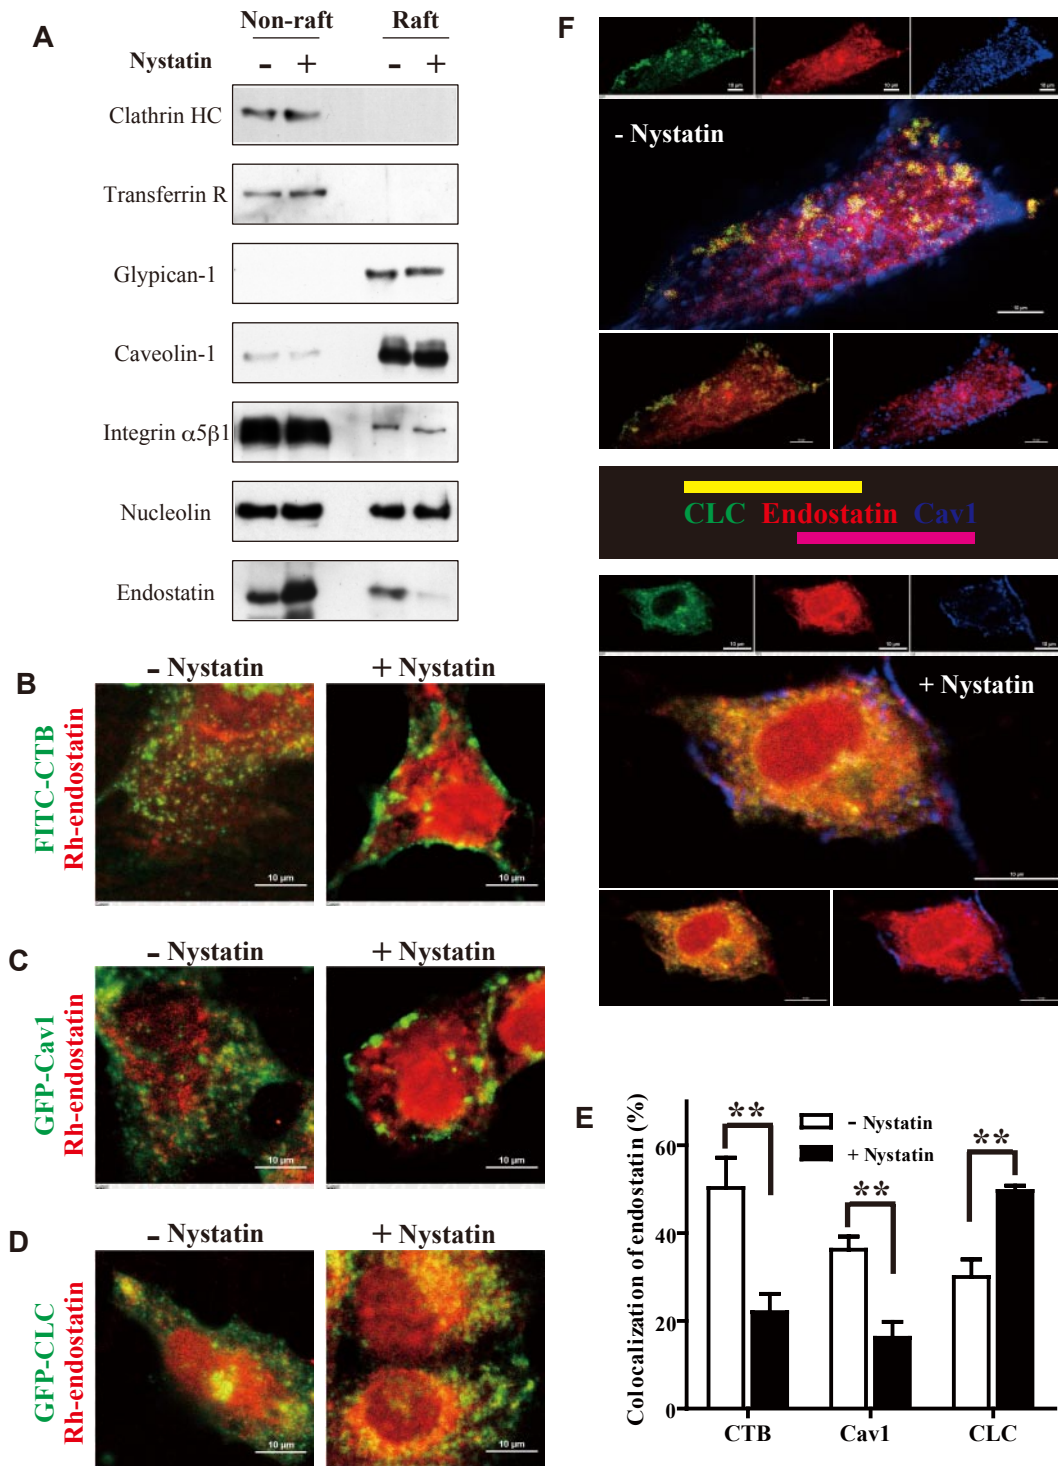 A
Non-raft Raft
Nystatin - + - +
Clathrin HC
Transferrin R
Glypican-1
Caveolin-1
Integrin α5β1
Nucleolin
Endostatin
B
- Nystatin + Nystatin
FITC-CTB
Rh-endostatin
10 μm
10 μm
C
- Nystatin + Nystatin
GFP-Cav1
Rh-endostatin
10 μm
10 μm
D
- Nystatin + Nystatin
GFP-CLC
Rh-endostatin
10 μm
10 μm
F
- Nystatin
CLC Endostatin Cav1
+ Nystatin
E
Colocalization of endostatin (%)
60
40
20
0
- Nystatin
+ Nystatin
**
**
**
CTB Cav1 CLC